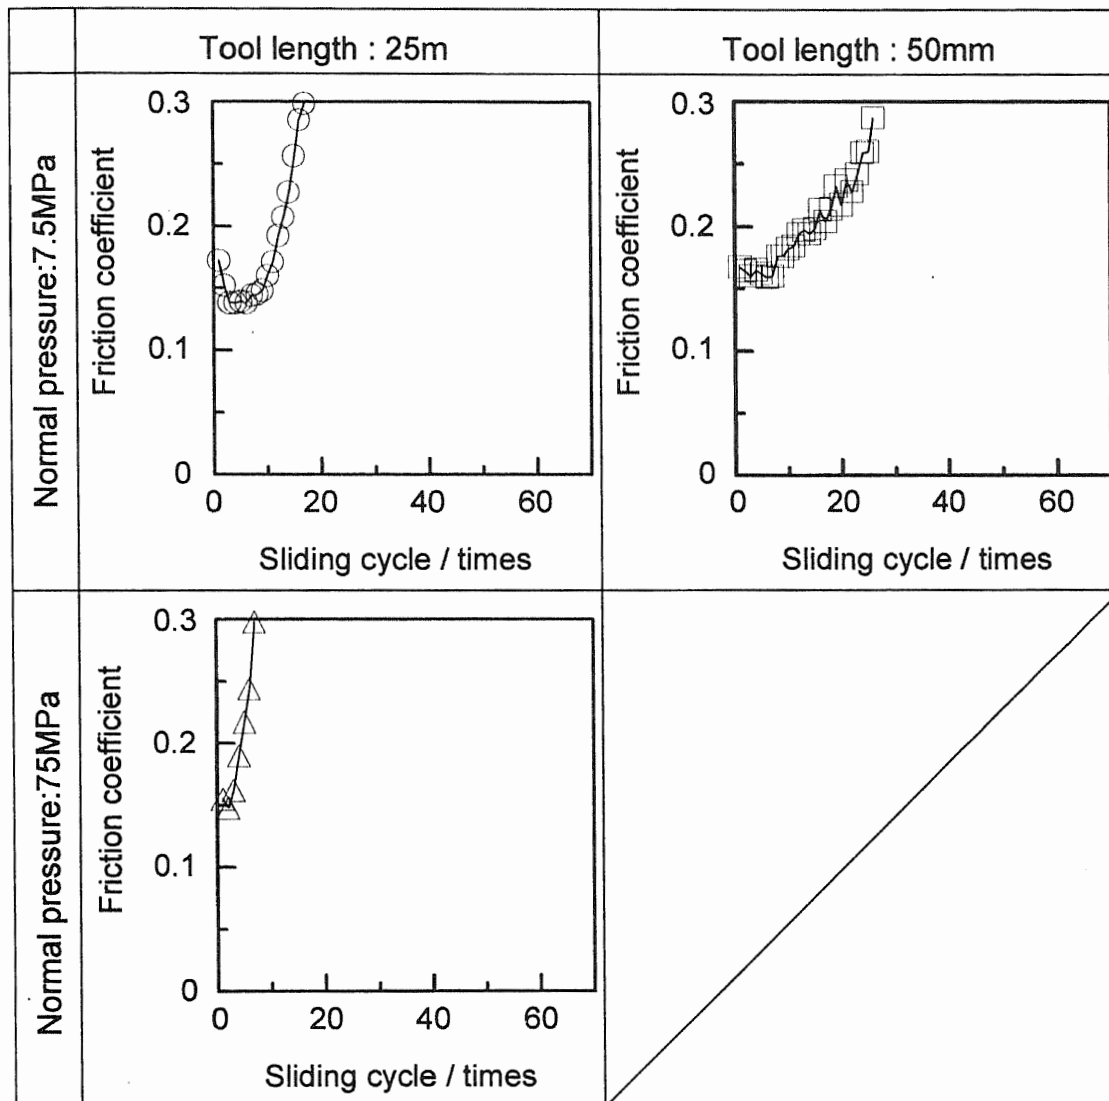 Tool length : 25m
Tool length : 50mm
Normal pressure:7.5MPa
Friction coefficient
0.3
0.2
0.1
0
0
20
40
60
Sliding cycle / times
Friction coefficient
0.3
0.2
0.1
0
0
20
40
60
Sliding cycle / times
Normal pressure:75MPa
Friction coefficient
0.3
0.2
0.1
0
0
20
40
60
Sliding cycle / times